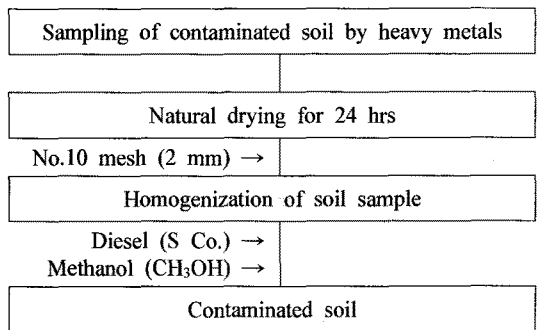 Sampling of contaminated soil by heavy metals
Natural drying for 24 hrs
No.10 mesh (2 mm) →
Homogenization of soil sample
Diesel (S Co.) →
Methanol (CH₃OH) →
Contaminated soil